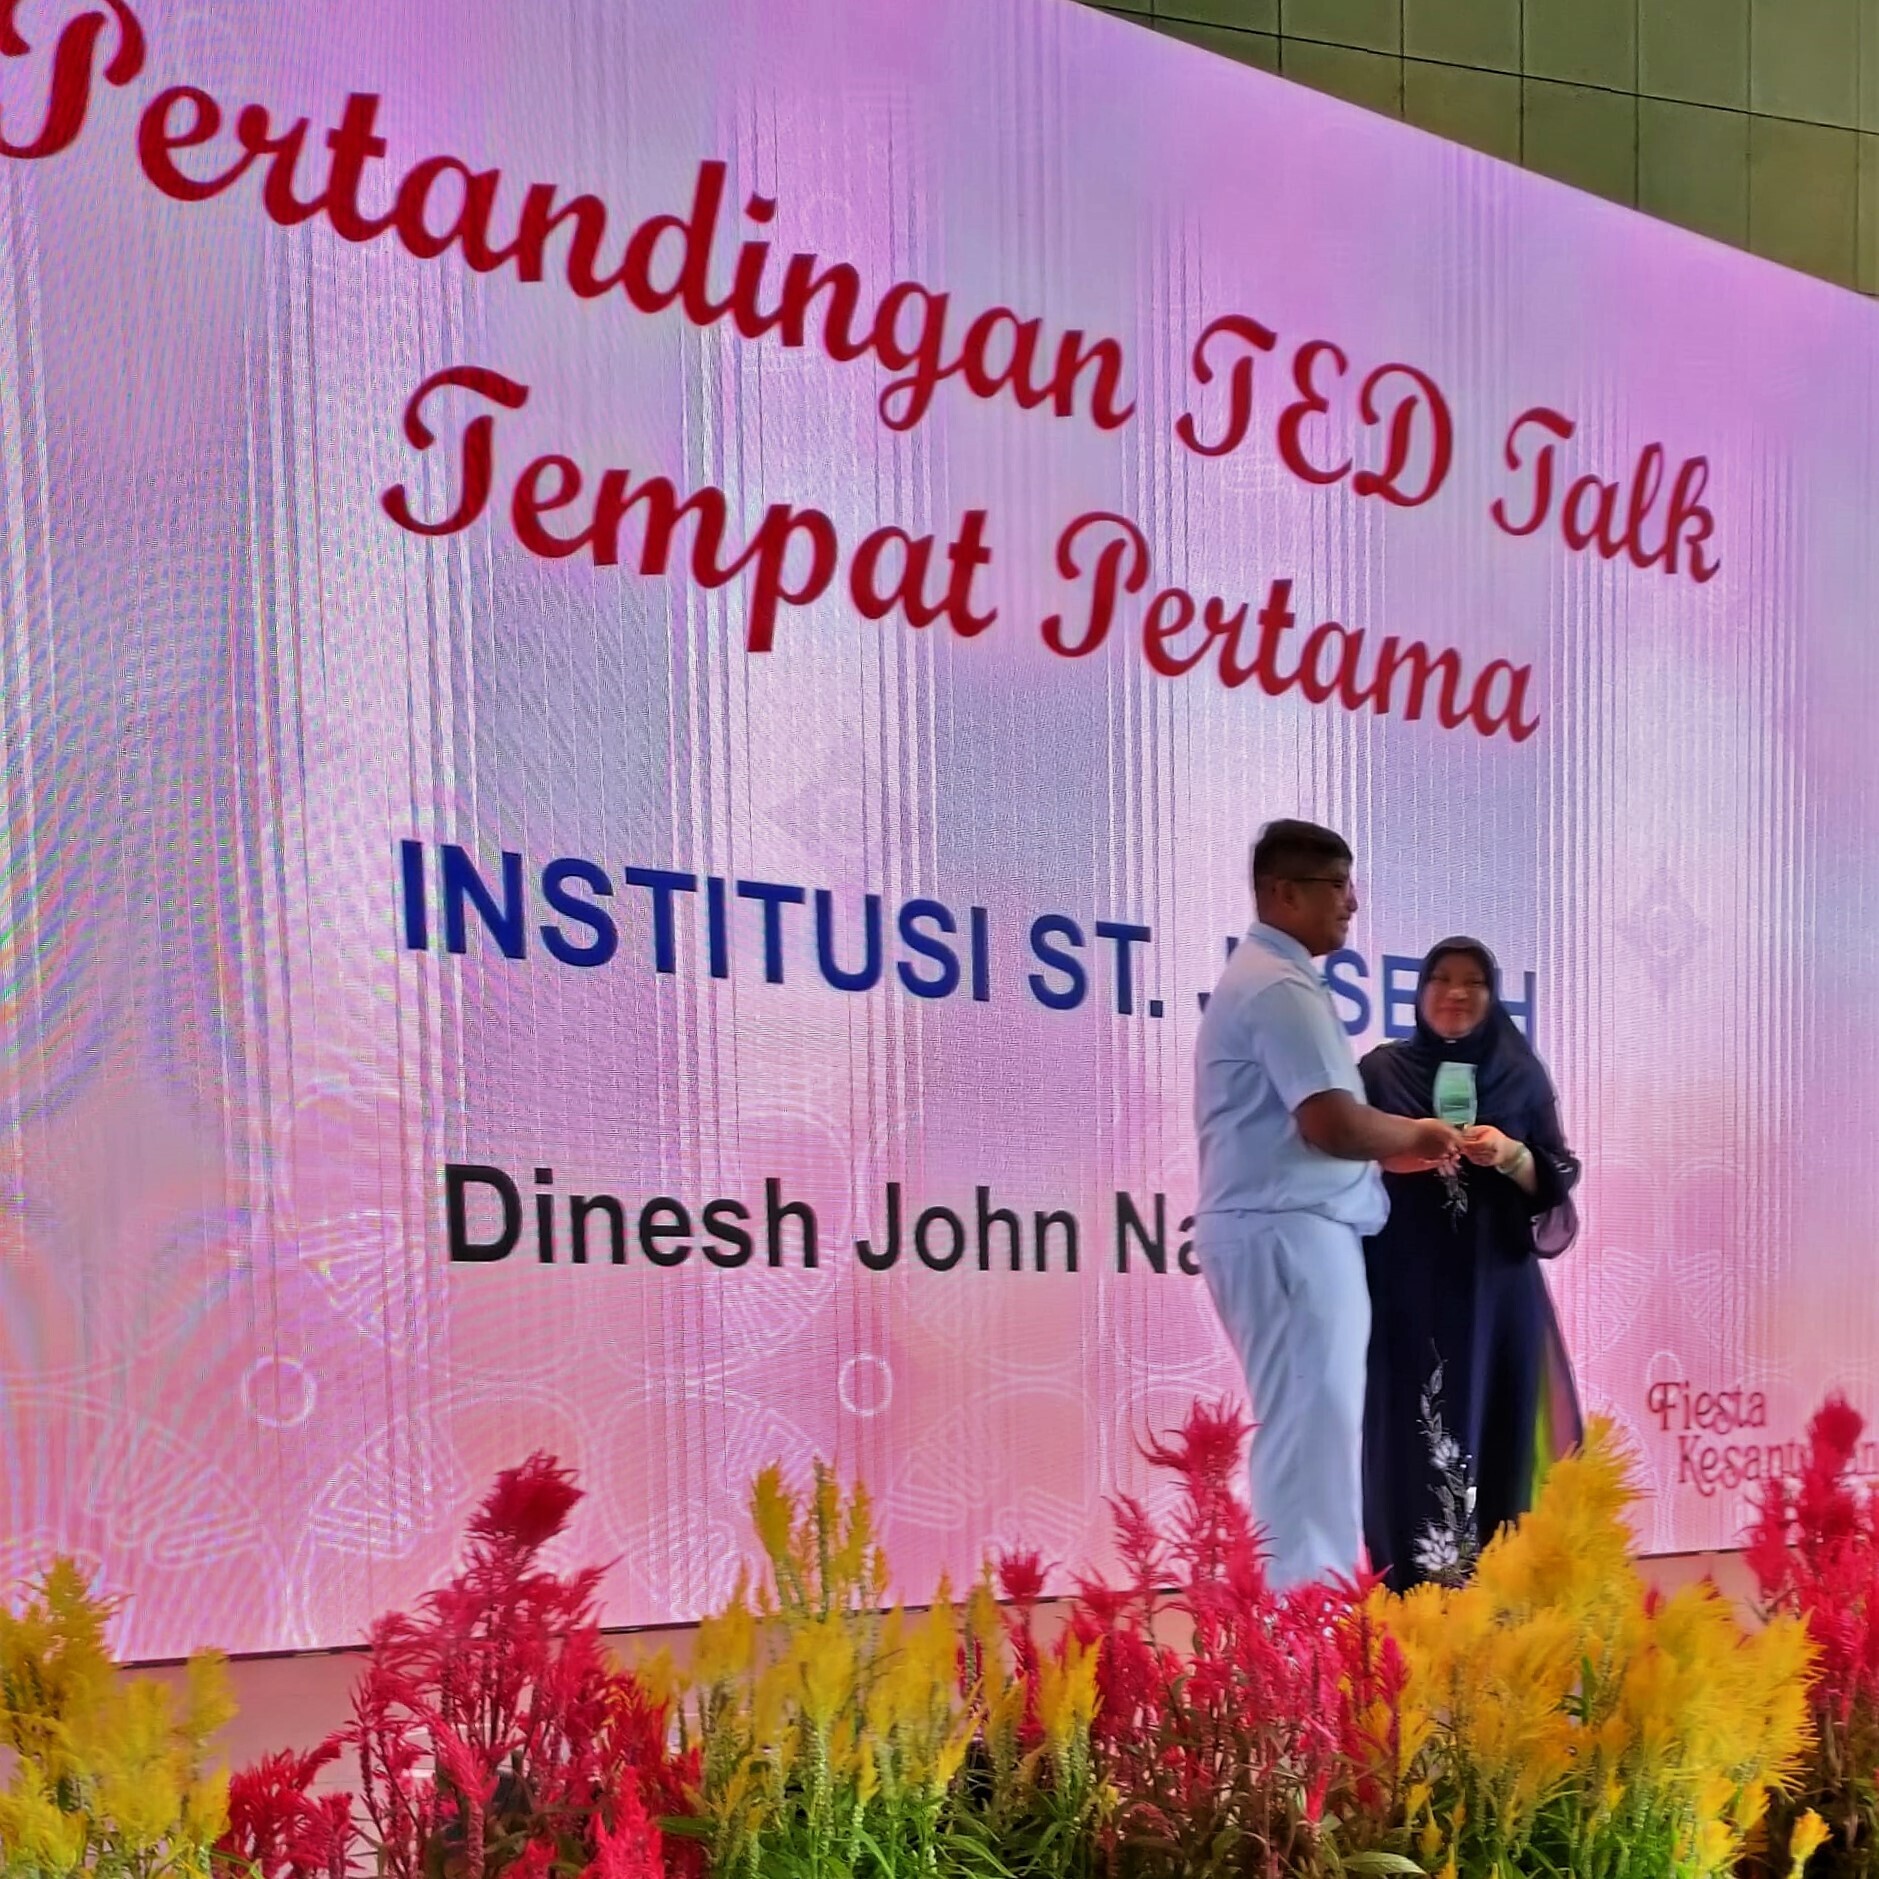 Pertandingan TED Talk
Tempat Pertama
INSTITUSI ST.
Dinesh John
Fiesta